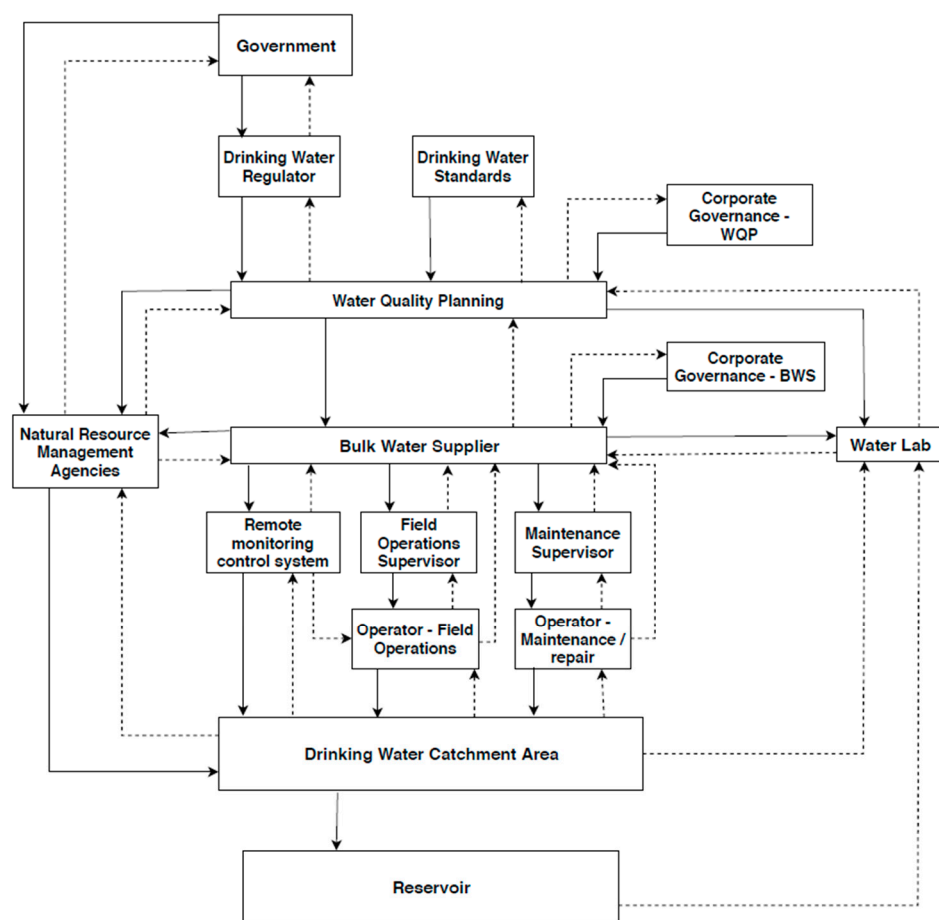 Government
Drinking Water
Regulator
Drinking Water
Standards
Corporate
Governance -
WQP
Water Quality Planning
Corporate
Governance - BWS
Natural Resource
Management
Agencies
Bulk Water Supplier
Water Lab
Remote
monitoring
control system
Field
Operations
Supervisor
Maintenance
Supervisor
Operator - Field
Operations
Operator -
Maintenance /
repair
Drinking Water Catchment Area
Reservoir